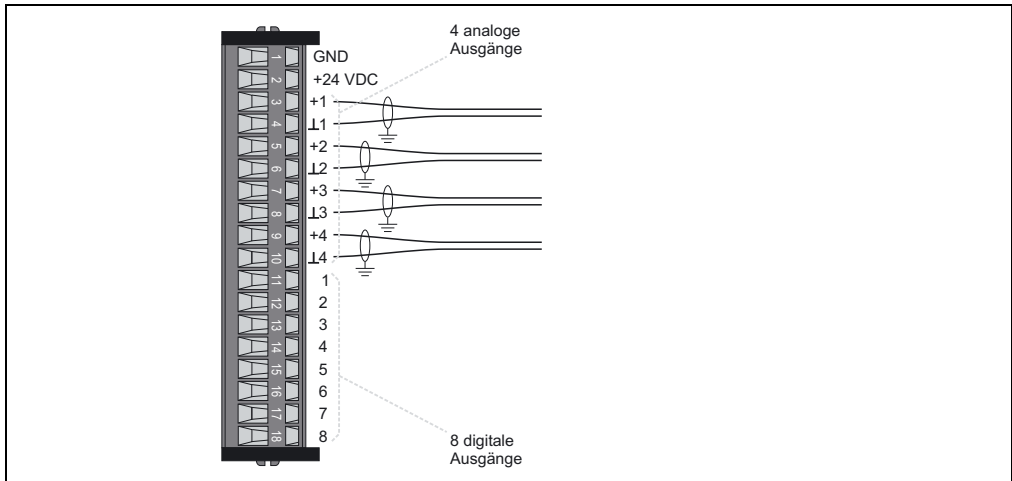 4 analoge
Ausgänge
1 GND
2 +24 VDC
3 +1
4 ⊥1
5 +2
6 ⊥2
7 +3
8 ⊥3
9 +4
10 ⊥4
11 1
12 2
13 3
14 4
15 5
16 6
17 7
18 8
8 digitale
Ausgänge